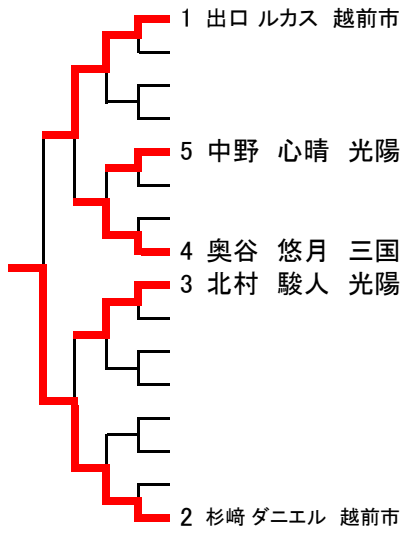 1 出口 ルカス 越前市
5 中野 心晴 光陽
4 奥谷 悠月 三国
3 北村 駿人 光陽
2 杉﨑 ダニエル 越前市